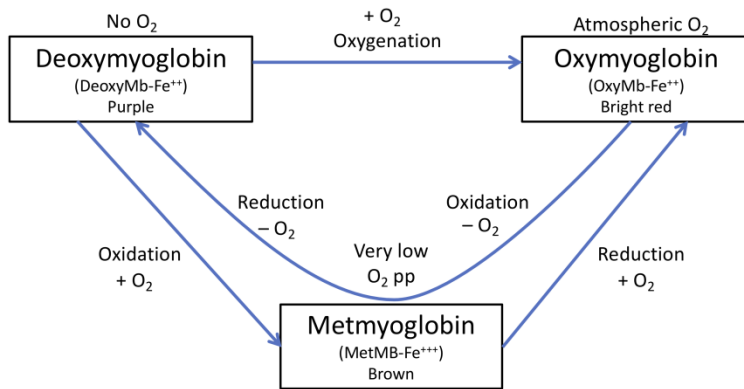 No O₂
Deoxymyoglobin
(DeoxyMb-Fe⁺⁺)
Purple
+ O₂
Oxygenation
Atmospheric O₂
Oxymyoglobin
(OxyMb-Fe⁺⁺)
Bright red
Oxidation
+ O₂
Reduction
– O₂
Very low
O₂ pp
Oxidation
– O₂
Reduction
+ O₂
Metmyoglobin
(MetMB-Fe⁺⁺⁺)
Brown